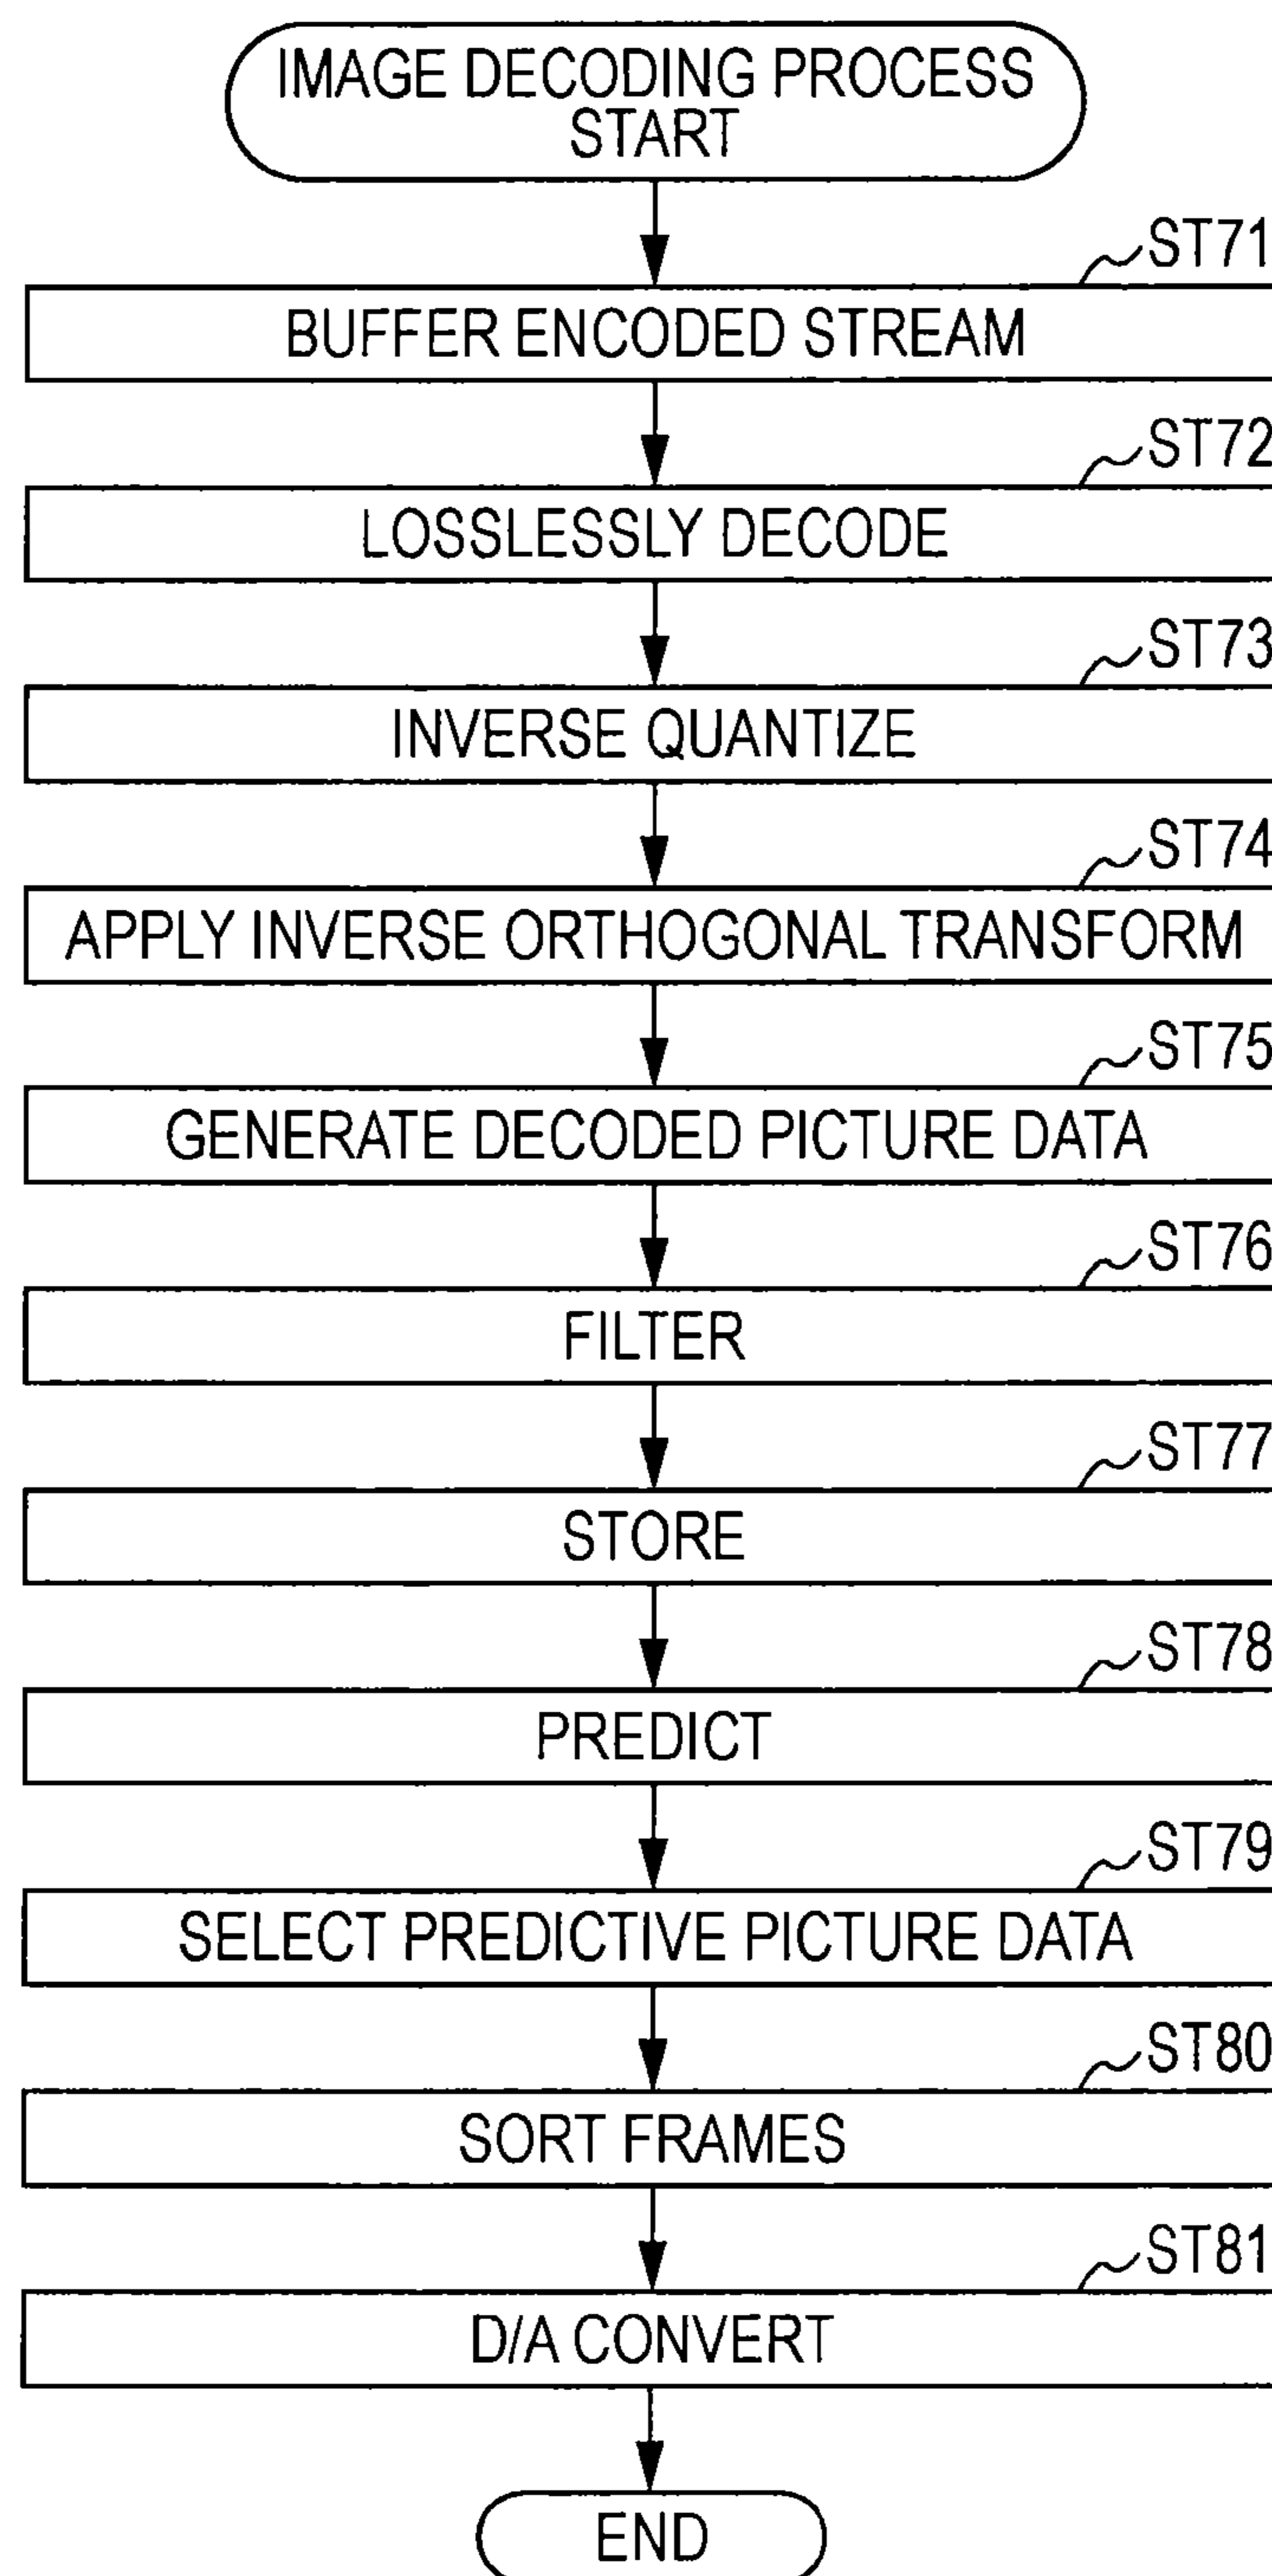 IMAGE DECODING PROCESS
START
ST71
BUFFER ENCODED STREAM
ST72
LOSSLESSLY DECODE
ST73
INVERSE QUANTIZE
ST74
APPLY INVERSE ORTHOGONAL TRANSFORM
ST75
GENERATE DECODED PICTURE DATA
ST76
FILTER
ST77
STORE
ST78
PREDICT
ST79
SELECT PREDICTIVE PICTURE DATA
ST80
SORT FRAMES
ST81
D/A CONVERT
END